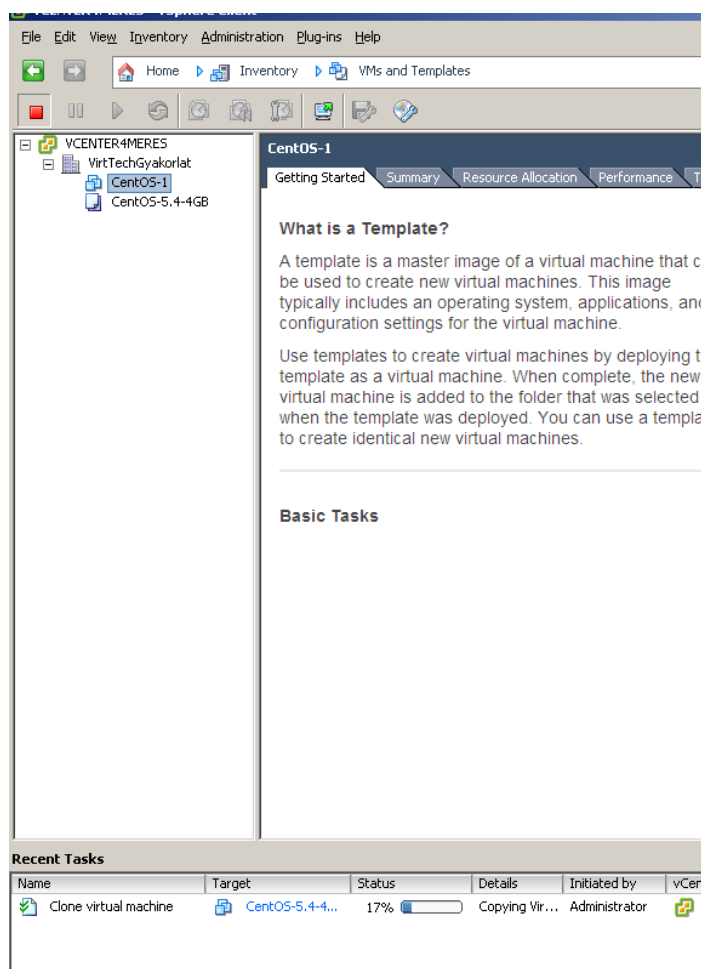 VCENTER4MERES - vSphere Client
File Edit View Inventory Administration Plug-ins Help
Home Inventory VMs and Templates
VCENTER4MERES
VirtTechGyakorlat
CentOS-1
CentOS-5.4-4GB
CentOS-1
Getting Started Summary Resource Allocation Performance T
What is a Template?
A template is a master image of a virtual machine that c
be used to create new virtual machines. This image
typically includes an operating system, applications, and
configuration settings for the virtual machine.
Use templates to create virtual machines by deploying t
template as a virtual machine. When complete, the new
virtual machine is added to the folder that was selected
when the template was deployed. You can use a templa
to create identical new virtual machines.
Basic Tasks
Recent Tasks
Name Target Status Details Initiated by vCen
Clone virtual machine CentOS-5.4-4... 17% Copying Vir... Administrator